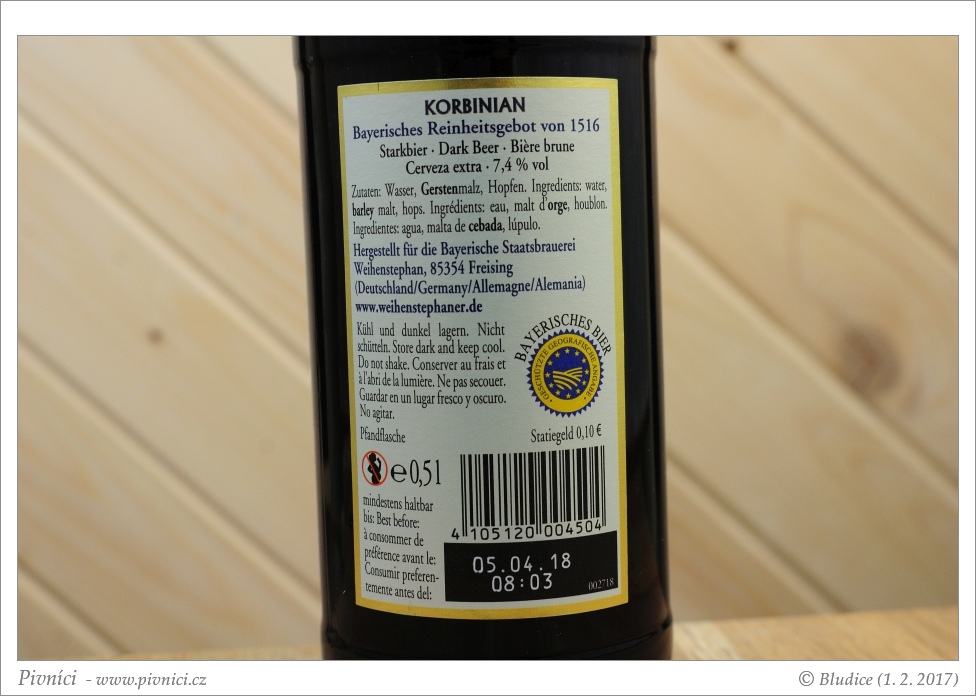 KORBINIAN
Bayerisches Reinheitsgebot von 1516
Starkbier · Dark Beer · Bière brune
Cerveza extra · 7,4 % vol
Zutaten: Wasser, Gerstenmalz, Hopfen. Ingredients: water,
barley malt, hops. Ingrédients: eau, malt d'orge, houblon.
Ingredientes: agua, malta de cebada, lúpulo.
Hergestellt für die Bayerische Staatsbrauerei
Weihenstephan, 85354 Freising
(Deutschland/Germany/Allemagne/Alemania)
www.weihenstephaner.de
Kühl und dunkel lagern. Nicht
schütteln. Store dark and keep cool.
Do not shake. Conserver au frais et
à l'abri de la lumière. Ne pas secouer.
Guardar en un lugar fresco y oscuro.
No agitar.
BAYERISCHES BIER
GESCHÜTZTE GEOGRAFISCHE ANGABE
Pfandflasche
Statiegeld 0,10 €
e 0,5 l
mindestens haltbar
bis: Best before:
à consommer de
préférence avant le:
Consumir preferen-
temente antes del:
4 105120 004504
05.04.18
08:03
002718
Pivníci - www.pivnici.cz
© Bludice (1. 2. 2017)